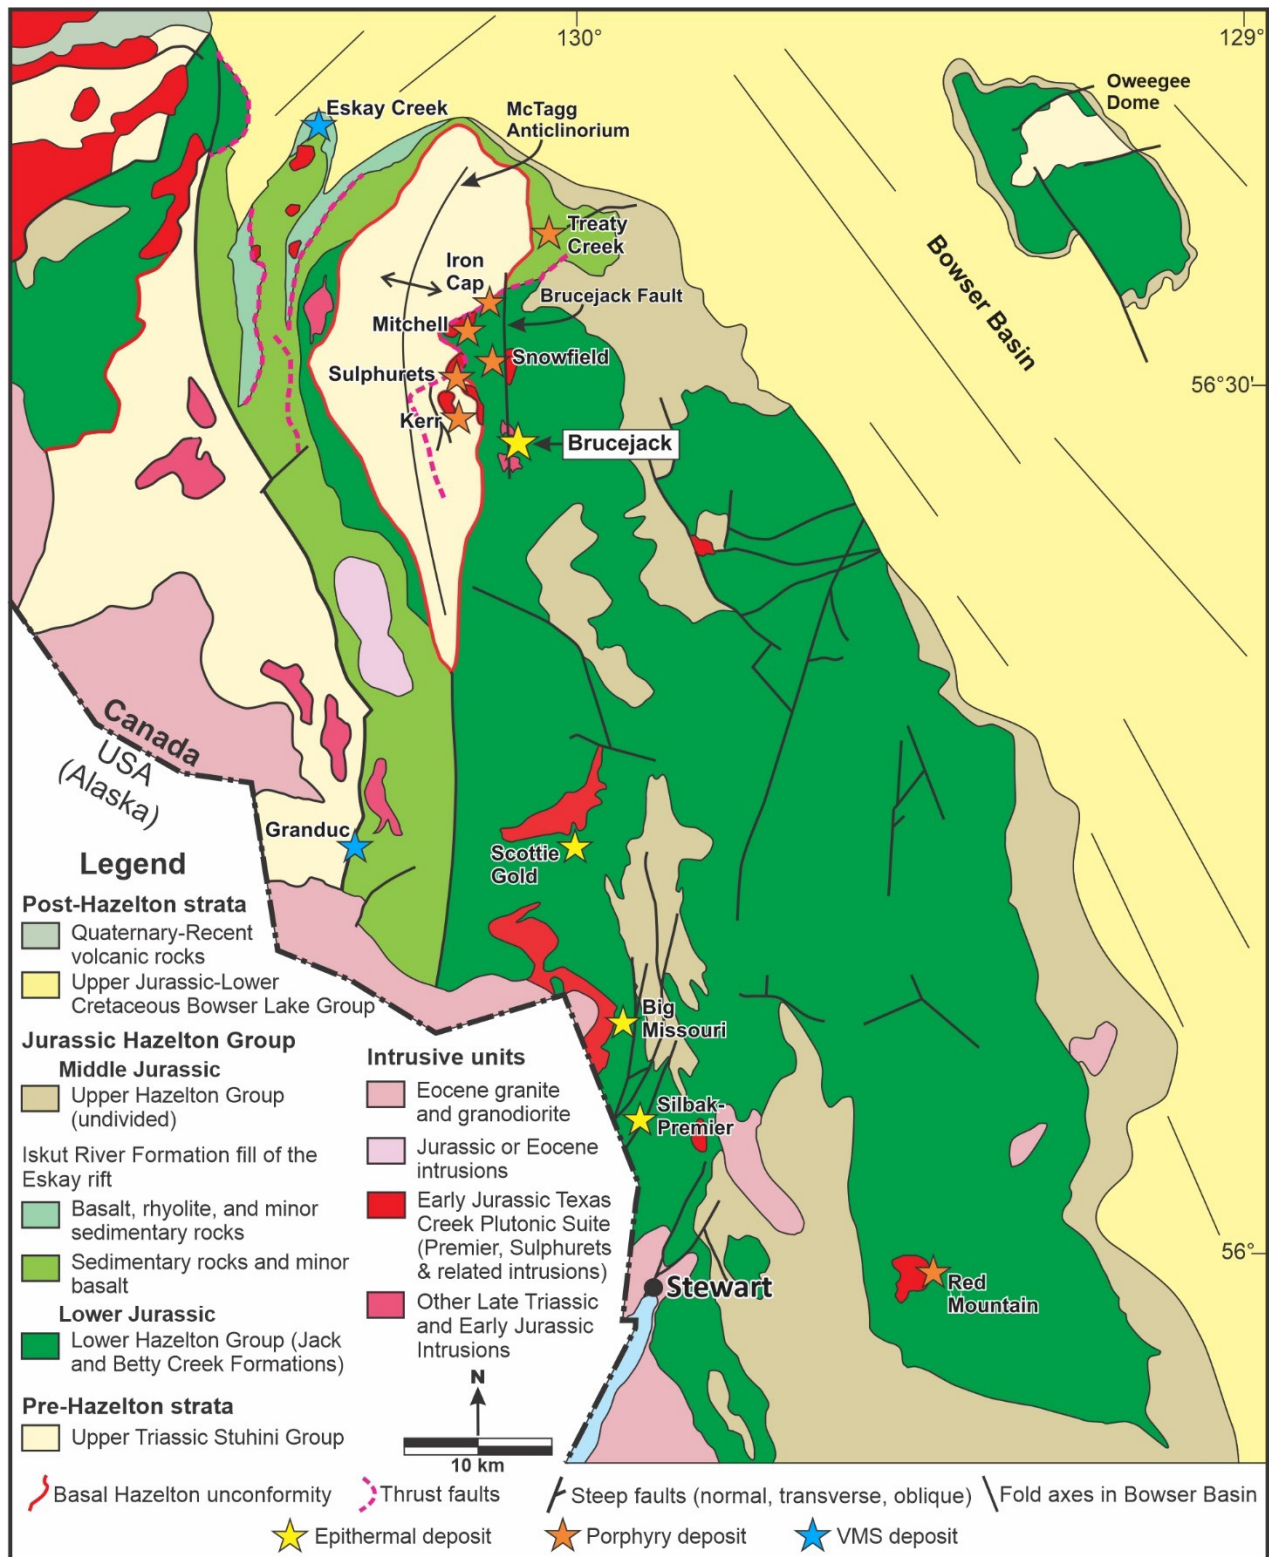 130°
129°
Eskay Creek
McTagg
Anticlinorium
Oweegee
Dome
Treaty
Creek
Iron
Cap
Bowser Basin
Brucejack Fault
Mitchell
Snowfield
Sulphurets
56°30'
Kerr
Brucejack
Canada
USA
(Alaska)
Granduc
Scottie
Gold
Big
Missouri
Silbak-
Premier
56°
Red
Mountain
Stewart
Legend
Post-Hazelton strata
Quaternary-Recent
volcanic rocks
Upper Jurassic-Lower
Cretaceous Bowser Lake Group
Jurassic Hazelton Group
Middle Jurassic
Upper Hazelton Group
(undivided)
Iskut River Formation fill of the
Eskay rift
Basalt, rhyolite, and minor
sedimentary rocks
Sedimentary rocks and minor
basalt
Lower Jurassic
Lower Hazelton Group (Jack
and Betty Creek Formations)
Pre-Hazelton strata
Upper Triassic Stuhini Group
Intrusive units
Eocene granite
and granodiorite
Jurassic or Eocene
intrusions
Early Jurassic Texas
Creek Plutonic Suite
(Premier, Sulphurets
& related intrusions)
Other Late Triassic
and Early Jurassic
Intrusions
N
10 km
Basal Hazelton unconformity
Thrust faults
Steep faults (normal, transverse, oblique)
Fold axes in Bowser Basin
Epithermal deposit
Porphyry deposit
VMS deposit